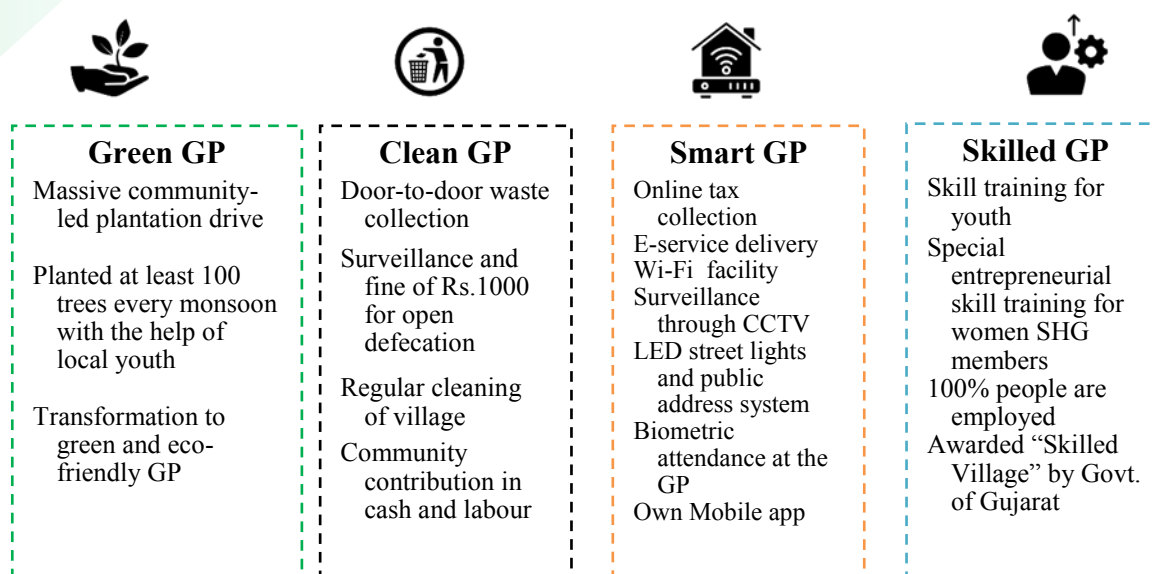 Green GP
Massive community-
led plantation drive
Planted at least 100
trees every monsoon
with the help of
local youth
Transformation to
green and eco-
friendly GP
Clean GP
Door-to-door waste
collection
Surveillance and
fine of Rs.1000
for open
defecation
Regular cleaning
of village
Community
contribution in
cash and labour
Smart GP
Online tax
collection
E-service delivery
Wi-Fi facility
Surveillance
through CCTV
LED street lights
and public
address system
Biometric
attendance at the
GP
Own Mobile app
Skilled GP
Skill training for
youth
Special
entrepreneurial
skill training for
women SHG
members
100% people are
employed
Awarded “Skilled
Village” by Govt.
of Gujarat